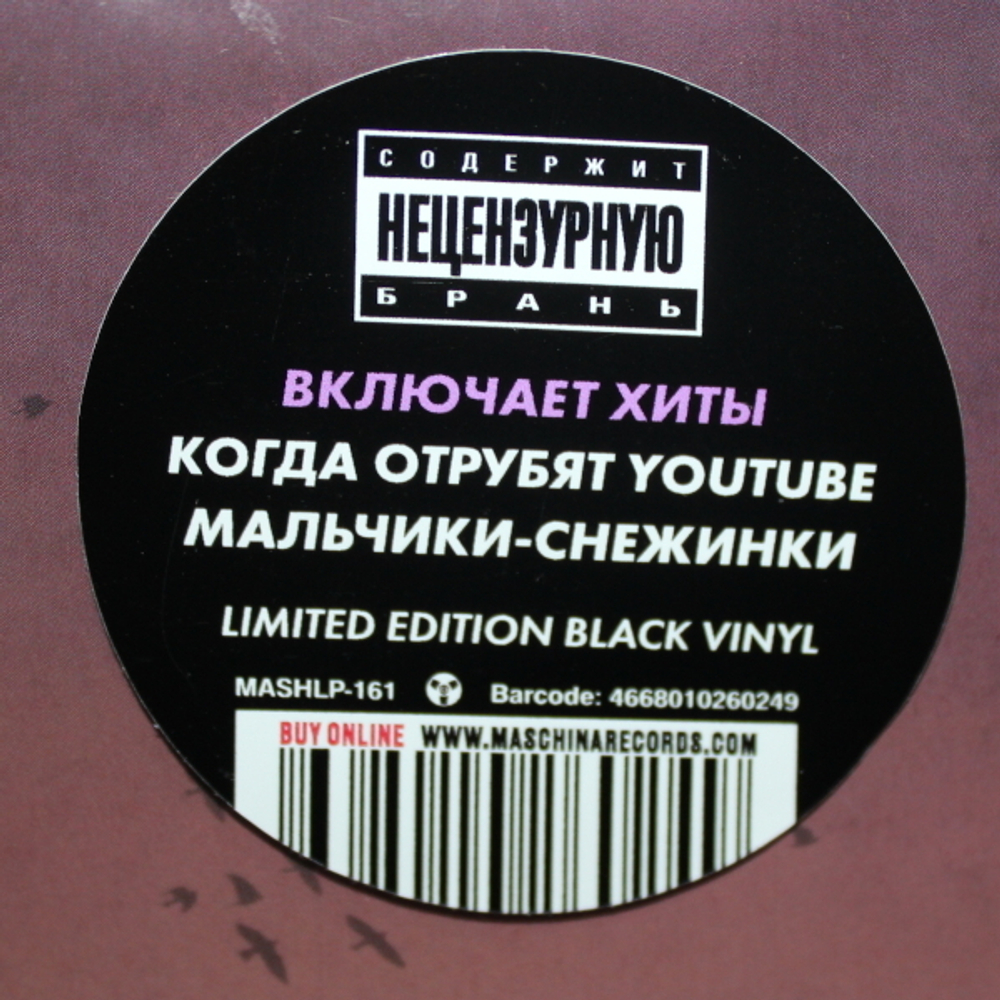 СОДЕРЖИТ
НЕЦЕНЗУРНУЮ
БРАНЬ
ВКЛЮЧАЕТ ХИТЫ
КОГДА ОТРУБЯТ YOUTUBE
МАЛЬЧИКИ-СНЕЖИНКИ
LIMITED EDITION BLACK VINYL
MASHLP-161 Barcode: 4668010260249
BUY ONLINE WWW.MASCHINARECORDS.COM